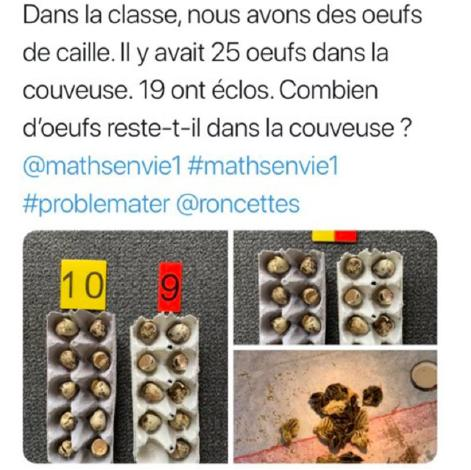 Dans la classe, nous avons des oeufs
de caille. Il y avait 25 oeufs dans la
couveuse. 19 ont éclos. Combien
d'oeufs reste-t-il dans la couveuse ?
@mathsenvie1 #mathsenvie1
#problemater @roncettes
10 9